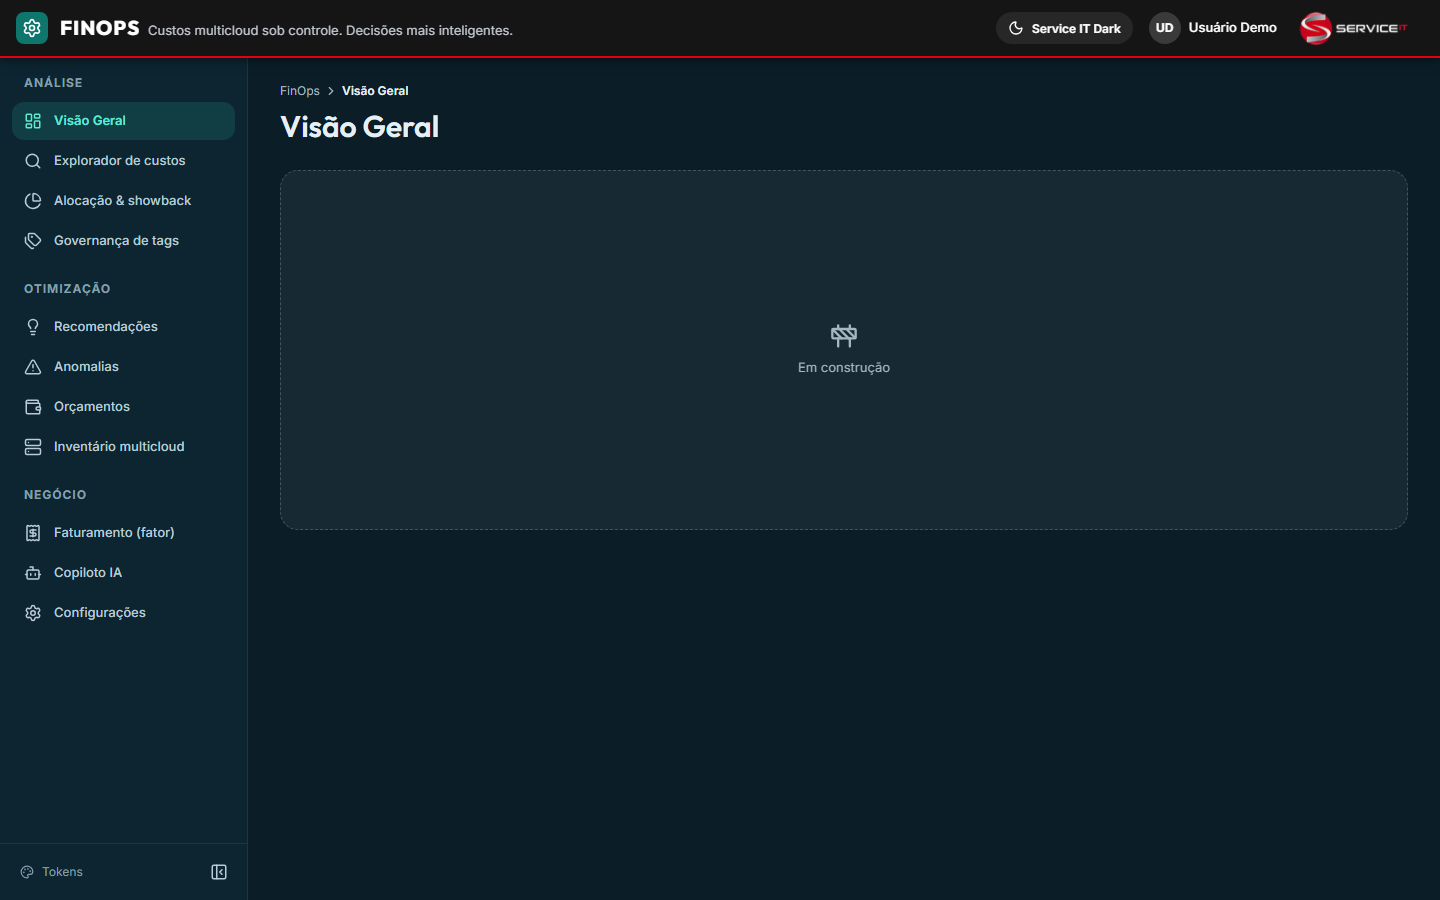 FINOPS Custos multicloud sob controle. Decisões mais inteligentes.
Service IT Dark
UD Usuário Demo
SERVICE IT
ANÁLISE
Visão Geral
Explorador de custos
Alocação & showback
Governança de tags
OTIMIZAÇÃO
Recomendações
Anomalias
Orçamentos
Inventário multicloud
NEGÓCIO
Faturamento (fator)
Copiloto IA
Configurações
Tokens
FinOps > Visão Geral
Visão Geral
Em construção